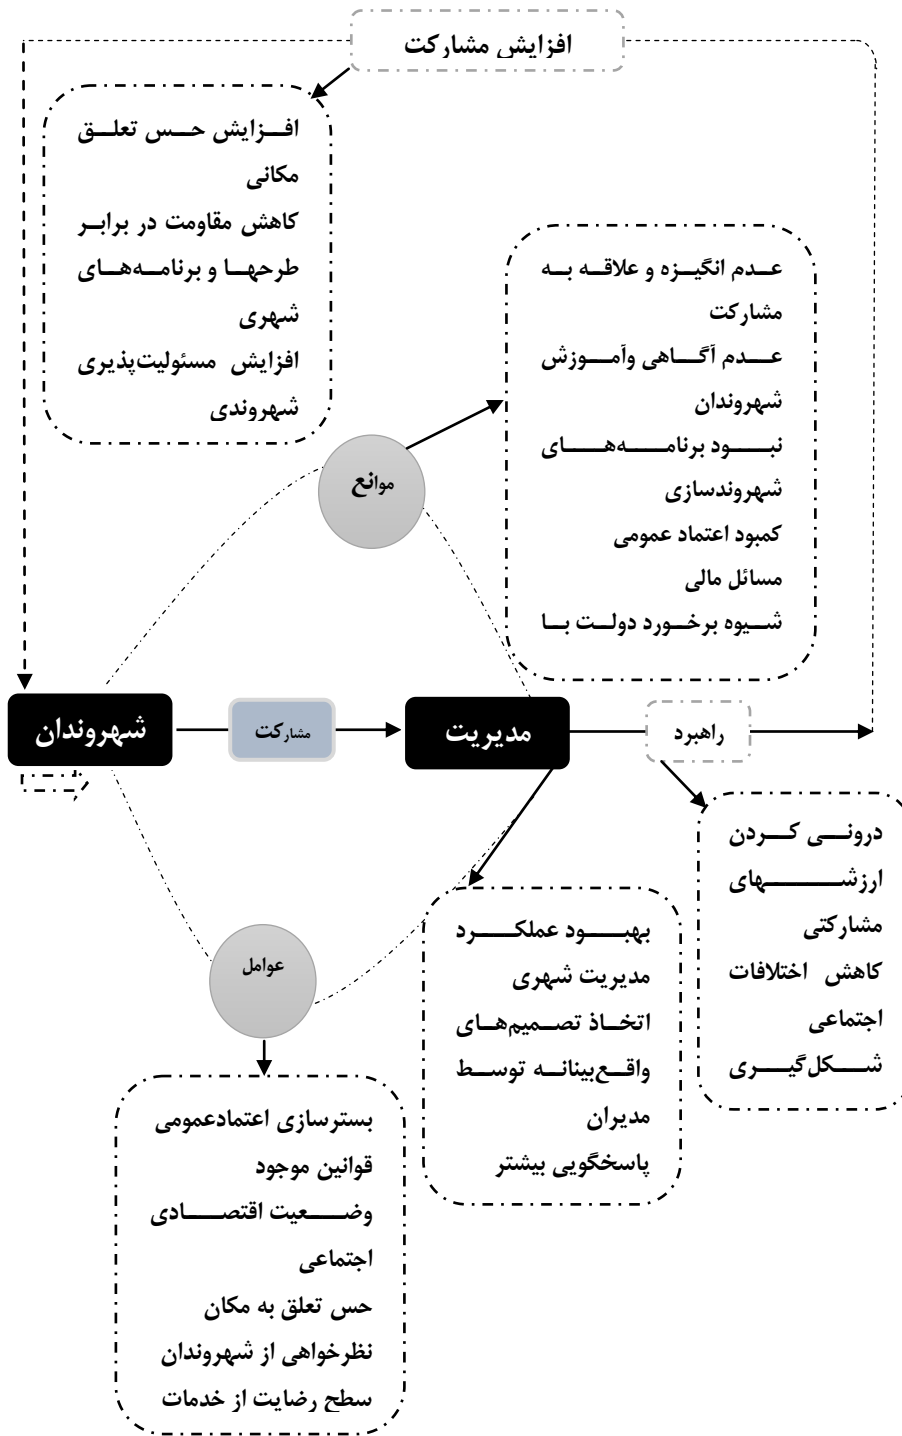 افزایش مشارکت
افزایش حس تعلق
مکانی
کاهش مقاومت در برابر
طرحها و برنامه‌های
شهری
افزایش مسئولیت‌پذیری
شهروندی
عدم انگیزه و علاقه به
مشارکت
عدم آگاهی وآموزش
شهروندان
نبود برنامه‌های
شهروندسازی
کمبود اعتماد عمومی
مسائل مالی
شیوه برخورد دولت با
موانع
شهروندان
مشارکت
مدیریت
راهبرد
درونی کردن
ارزشهای
مشارکتی
کاهش اختلافات
اجتماعی
شکل‌گیری
بهبود عملکرد
مدیریت شهری
اتخاذ تصمیم‌های
واقع‌بینانه توسط
مدیران
پاسخگویی بیشتر
عوامل
بسترسازی اعتمادعمومی
قوانین موجود
وضعیت اقتصادی
اجتماعی
حس تعلق به مکان
نظرخواهی از شهروندان
سطح رضایت از خدمات